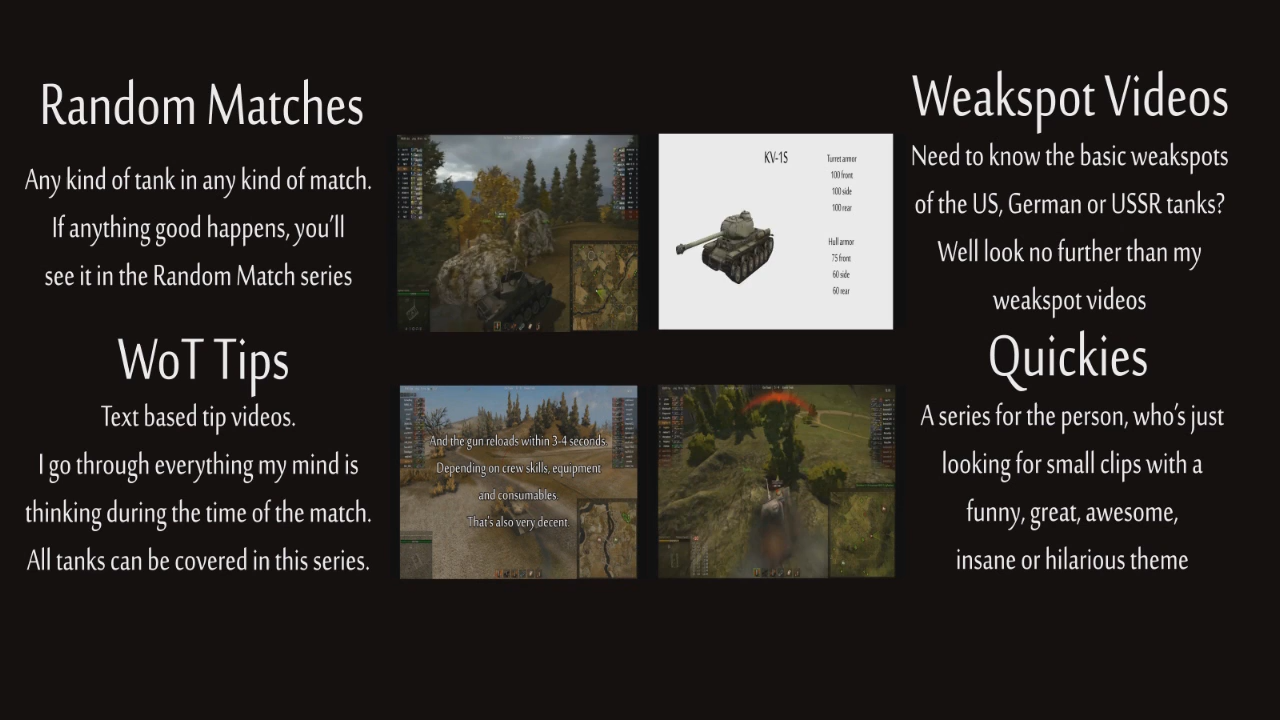 Random Matches
Any kind of tank in any kind of match.
If anything good happens, you'll
see it in the Random Match series
KV-1S
Turret armor
100 front
100 side
100 rear
Hull armor
75 front
60 side
60 rear
Weakspot Videos
Need to know the basic weakspots
of the US, German or USSR tanks?
Well look no further than my
weakspot videos
WoT Tips
Text based tip videos.
I go through everything my mind is
thinking during the time of the match.
All tanks can be covered in this series.
And the gun reloads within 3-4 seconds.
Depending on crew skills, equipment
and consumables.
That's also very decent.
Quickies
A series for the person, who's just
looking for small clips with a
funny, great, awesome,
insane or hilarious theme